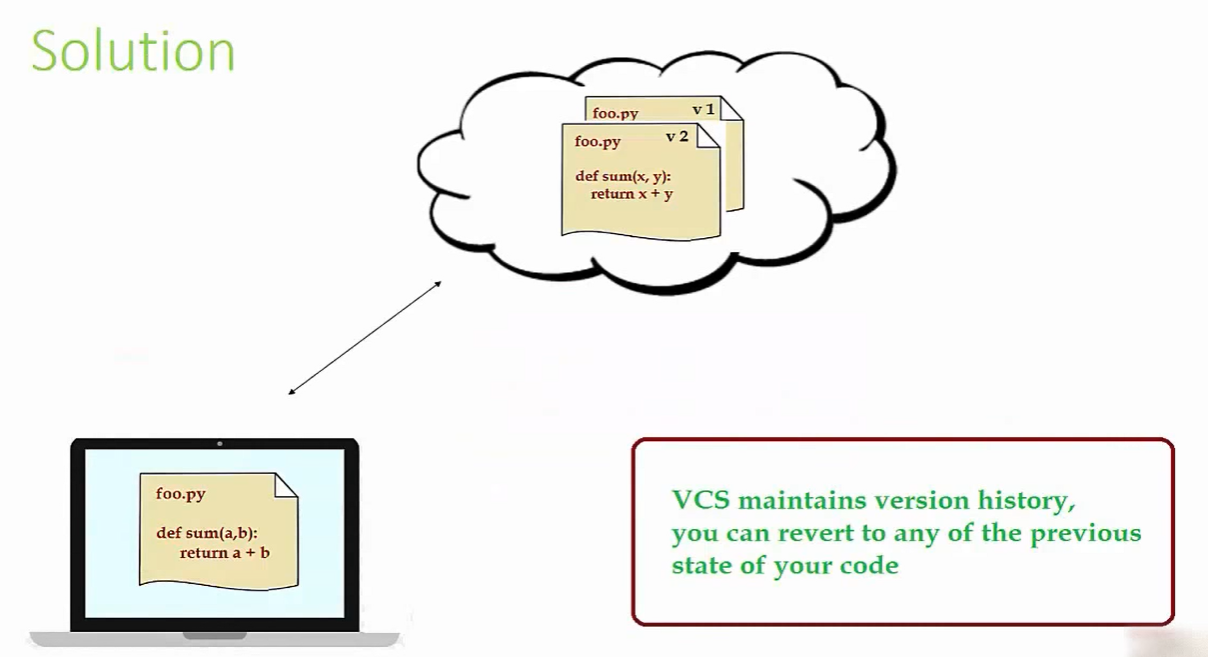 Solution
foo.py v 1
foo.py v 2
def sum(x, y):
return x + y
foo.py
def sum(a,b):
return a + b
VCS maintains version history,
you can revert to any of the previous
state of your code